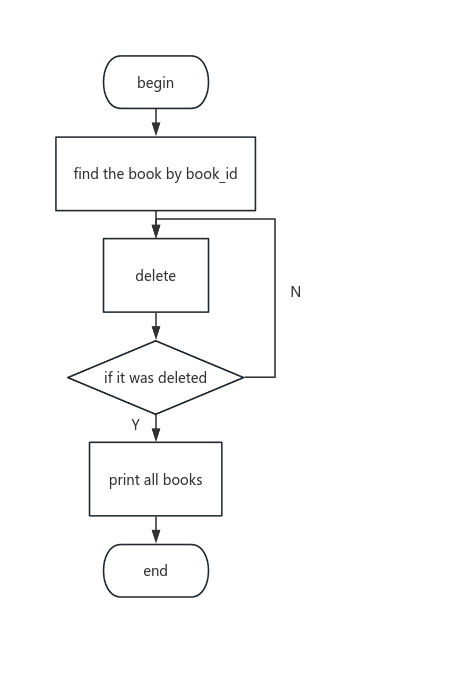 begin
find the book by book_id
delete
N
if it was deleted
Y
print all books
end